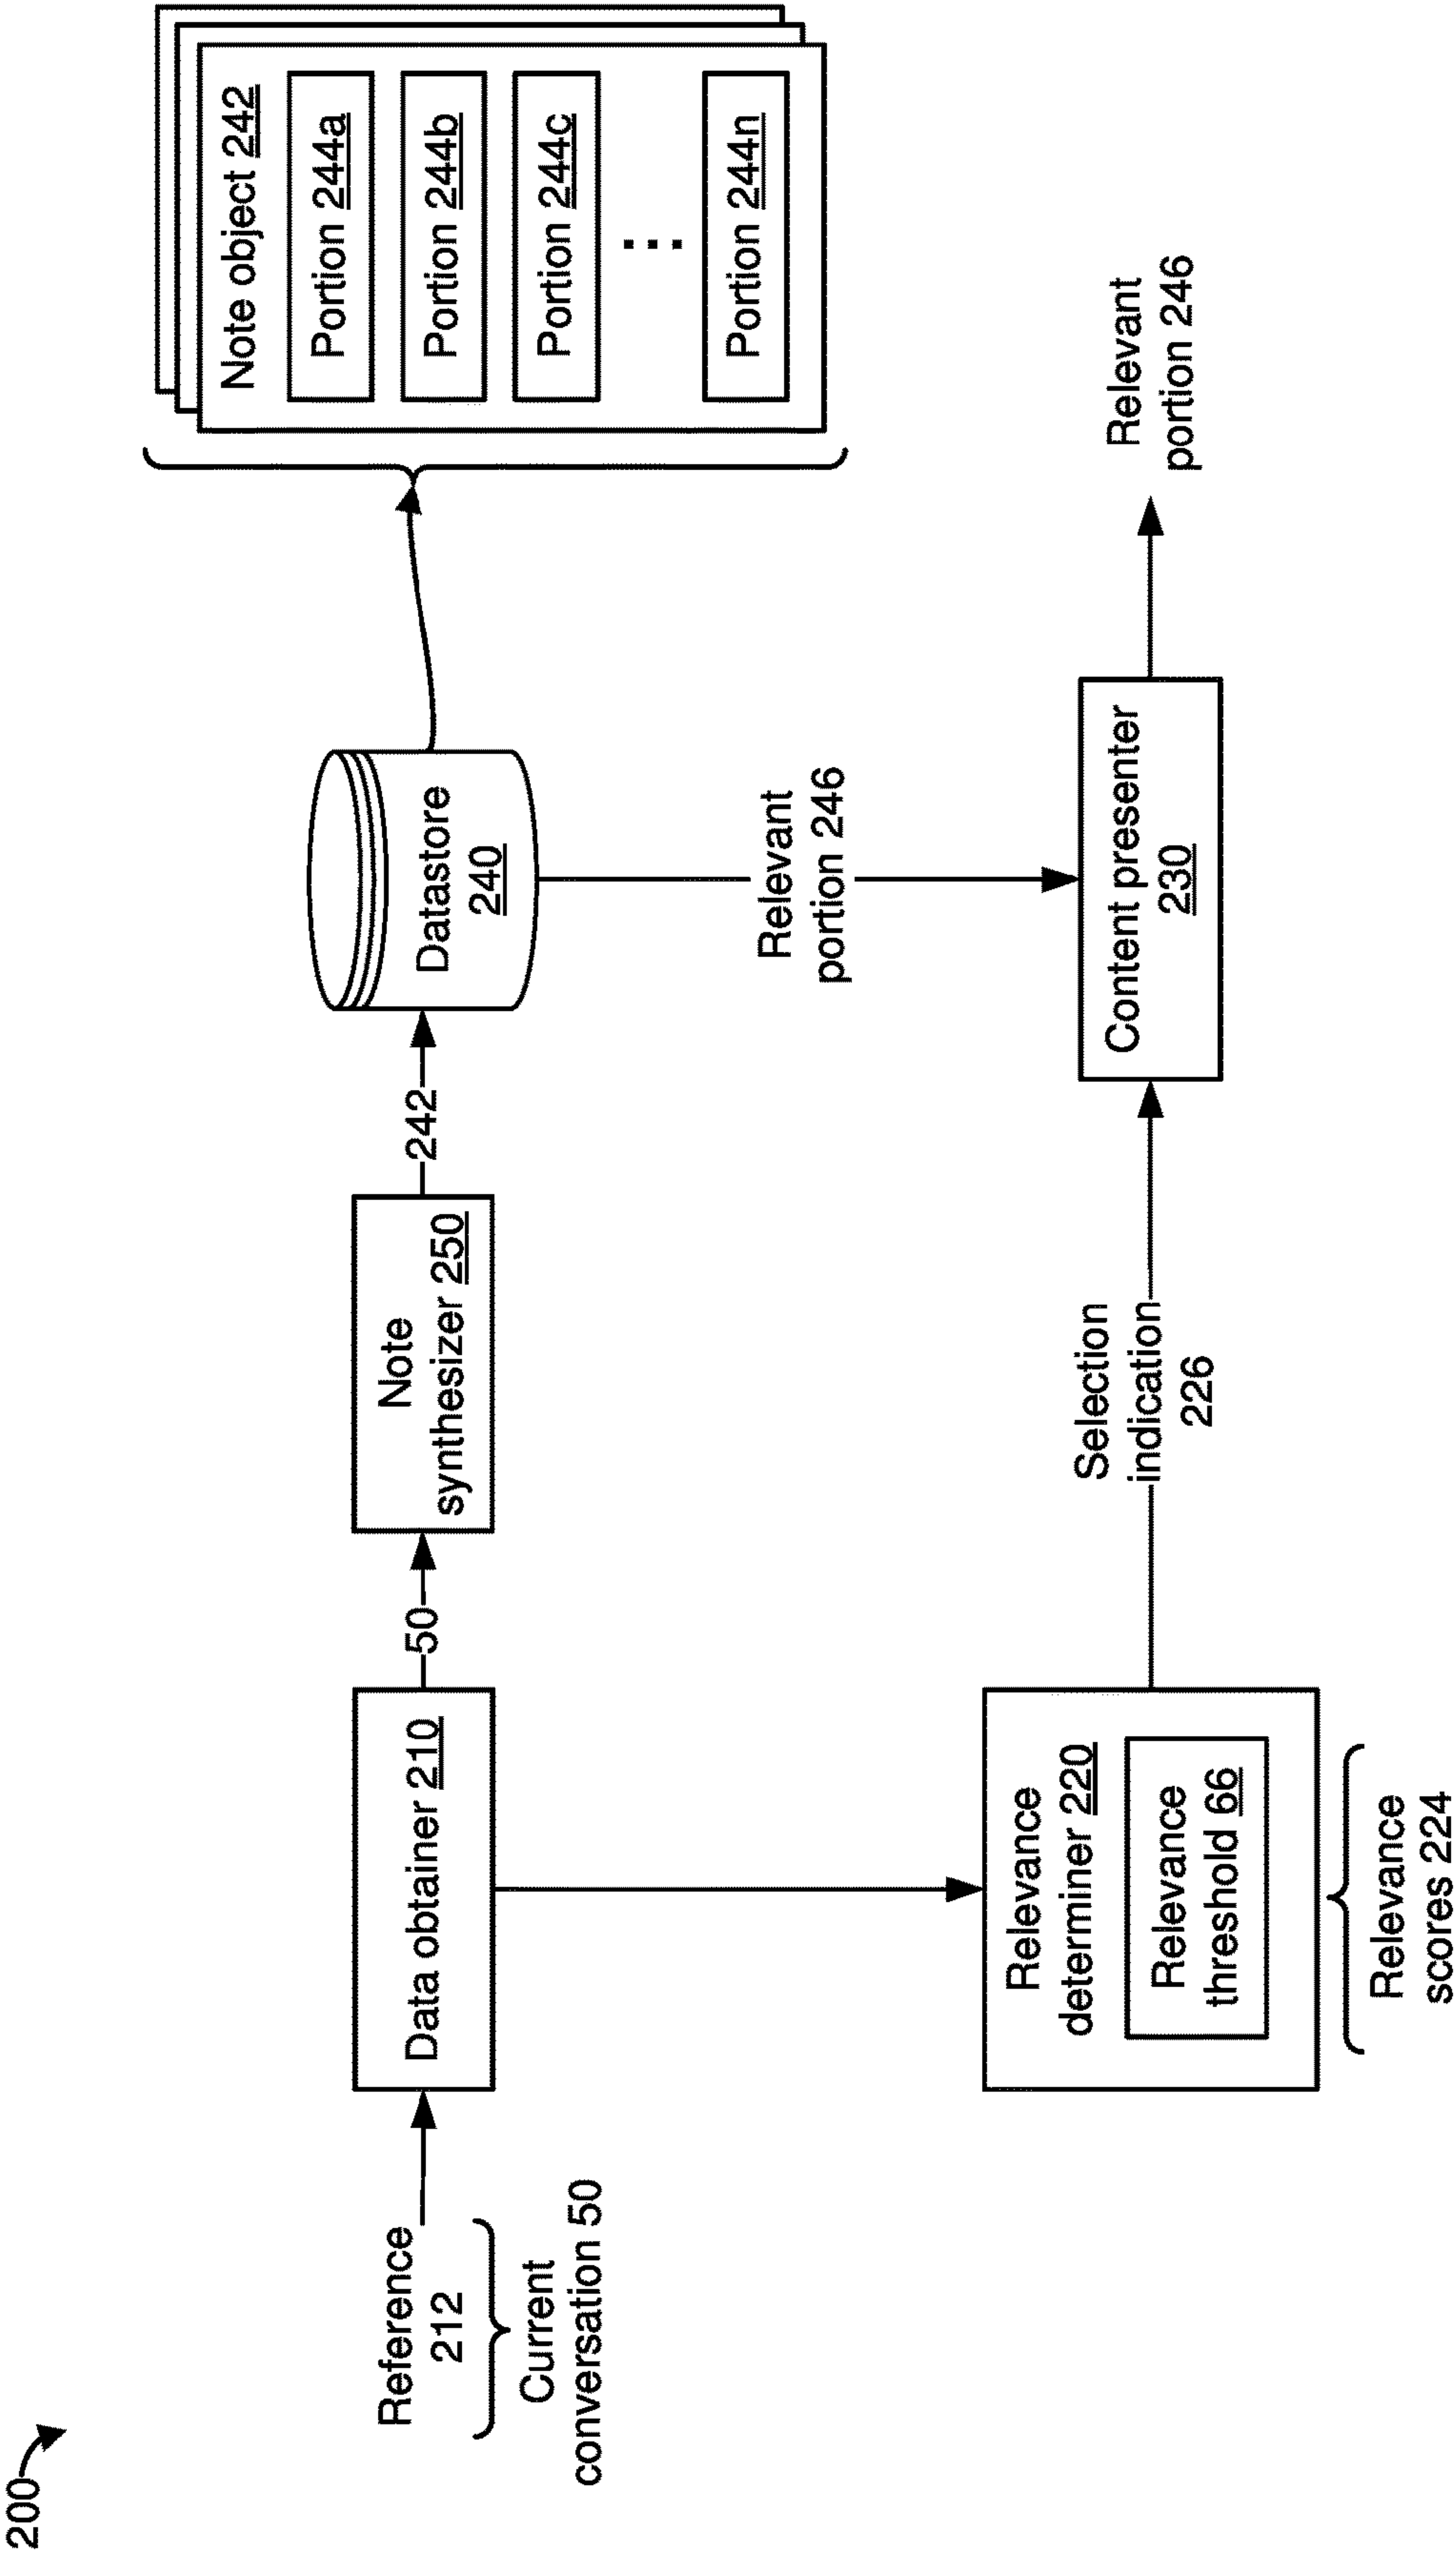 200
Reference
212
Current
conversation 50
Data obtainer 210
50
Note
synthesizer 250
242
Datastore
240
Note object 242
Portion 244a
Portion 244b
Portion 244c
...
Portion 244n
Relevant
portion 246
Relevance
determiner 220
Relevance
threshold 66
Relevance
scores 224
Selection
indication
226
Content presenter
230
Relevant
portion 246